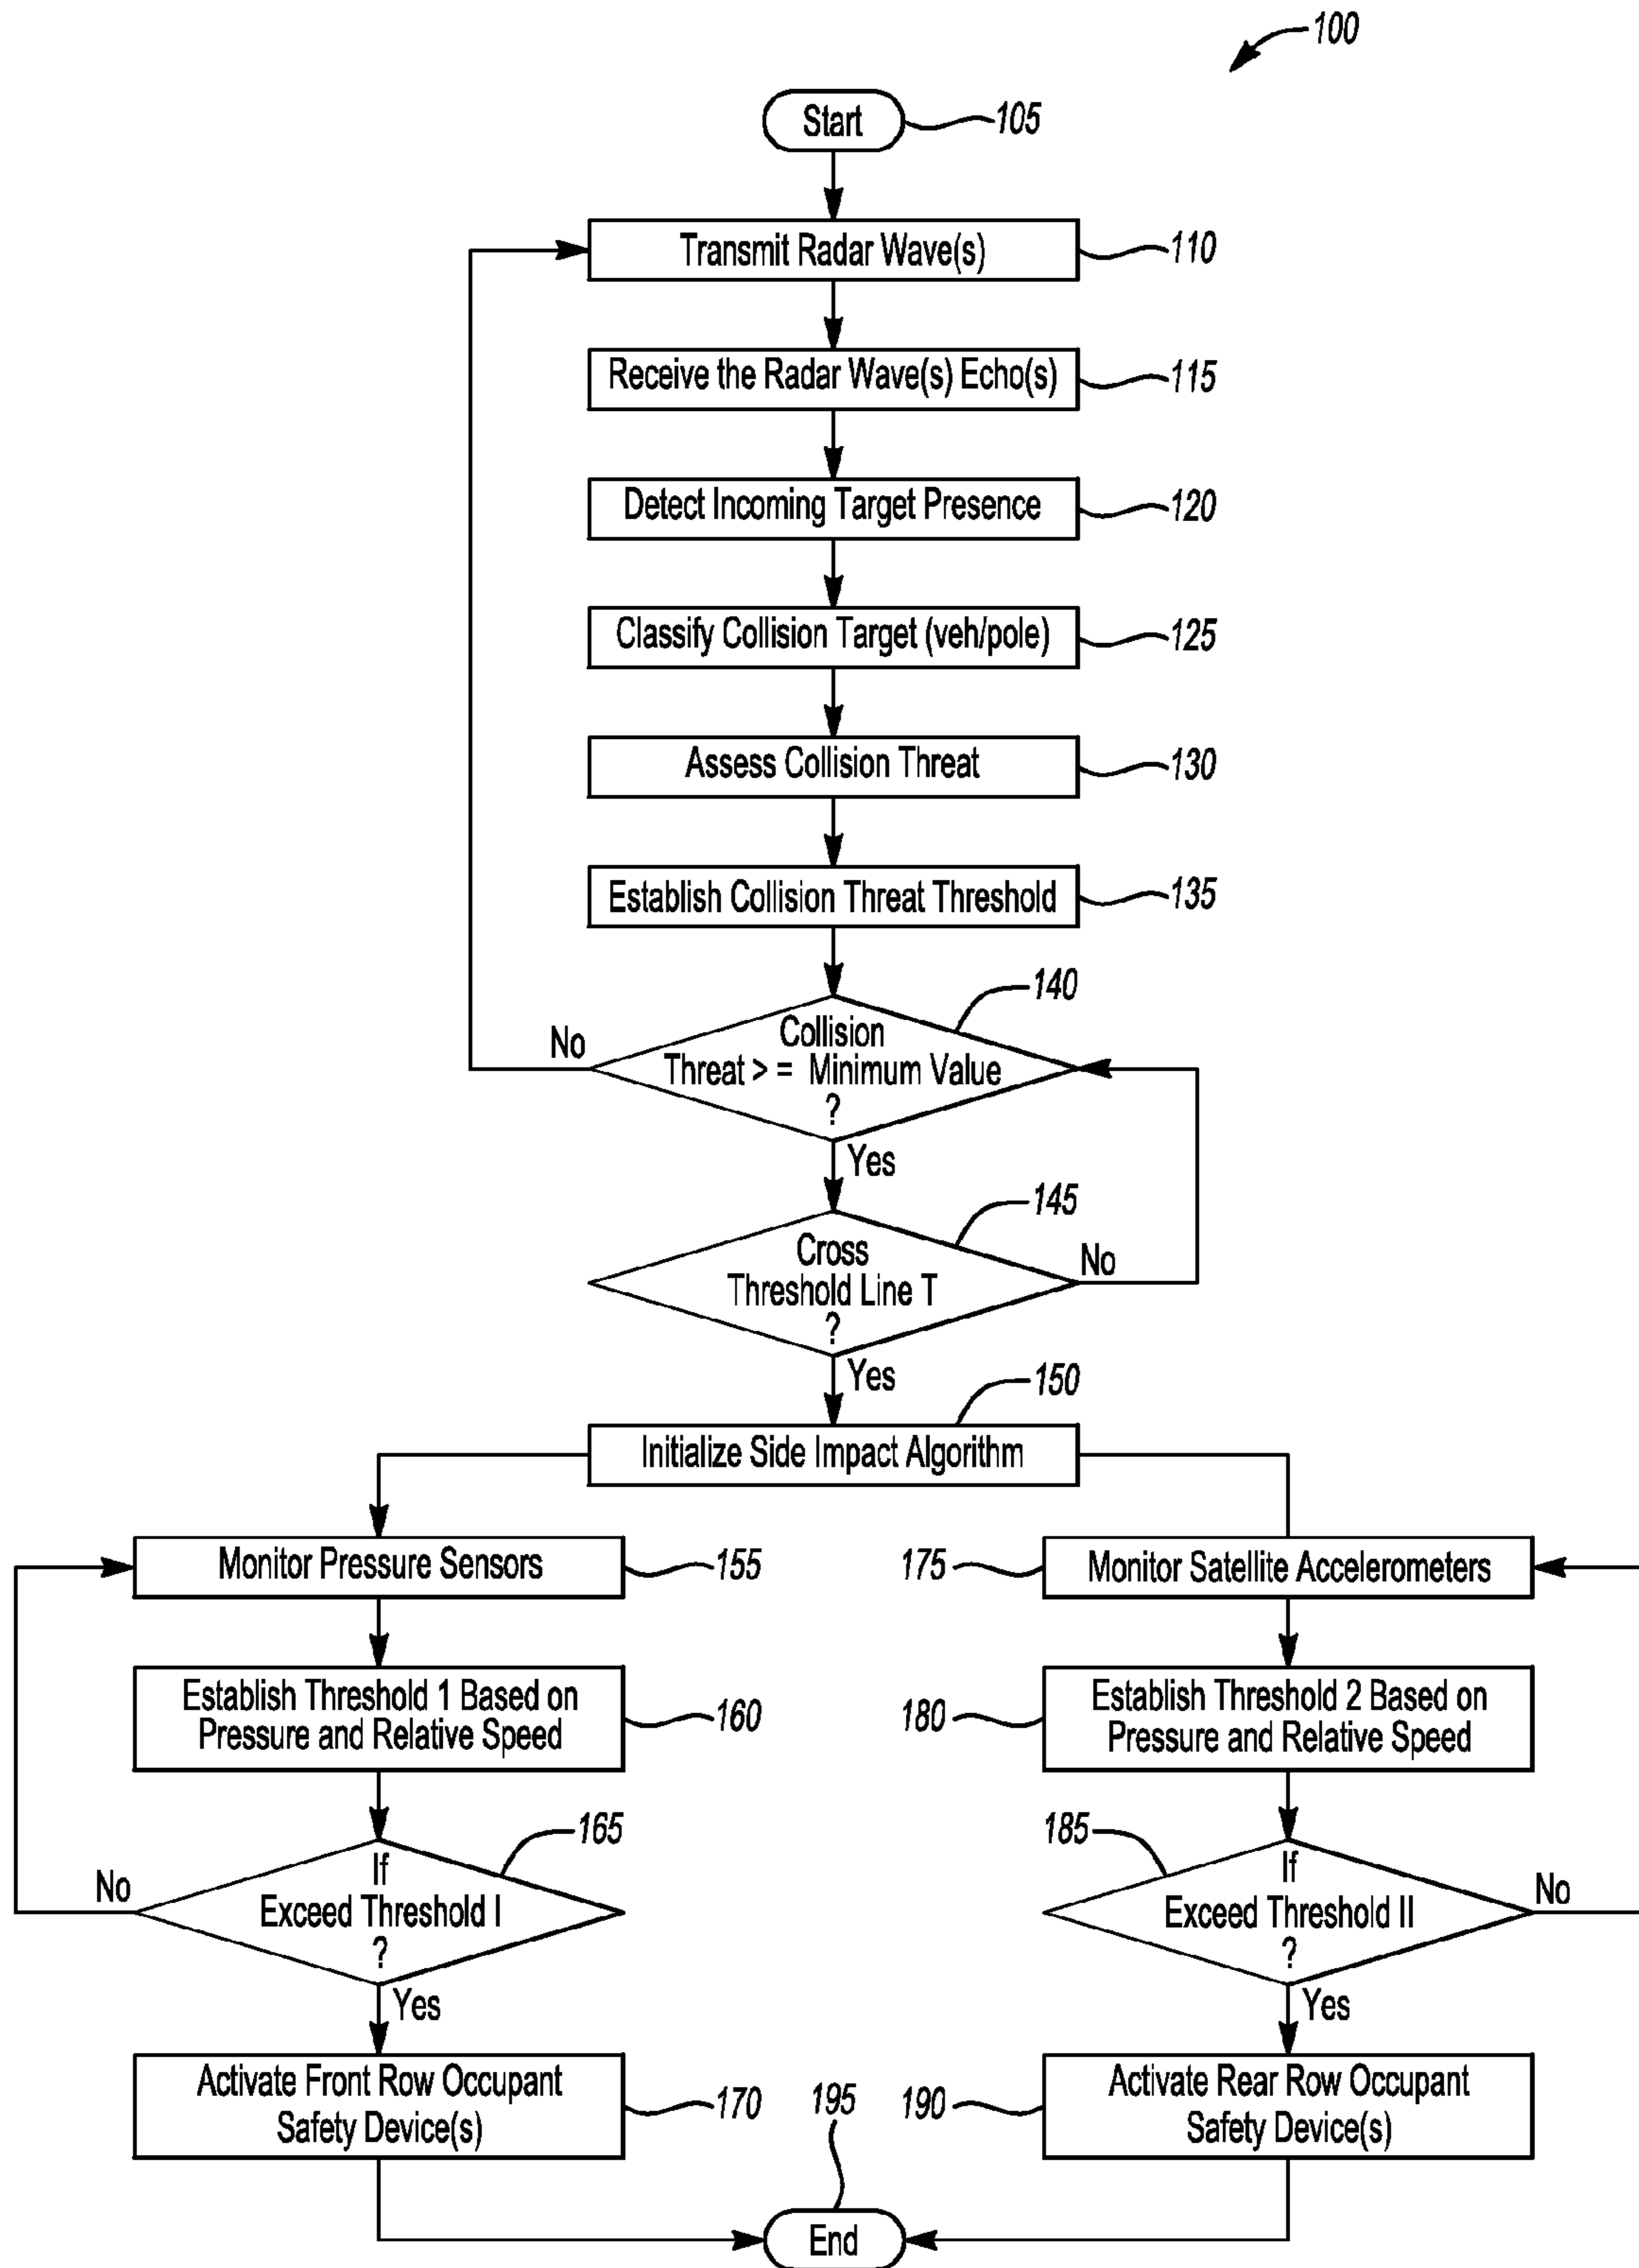 100
Start
105
Transmit Radar Wave(s)
110
Receive the Radar Wave(s) Echo(s)
115
Detect Incoming Target Presence
120
Classify Collision Target (veh/pole)
125
Assess Collision Threat
130
Establish Collision Threat Threshold
135
140
Collision
Threat > = Minimum Value
?
No
Yes
145
Cross
Threshold Line T
?
No
Yes
150
Initialize Side Impact Algorithm
Monitor Pressure Sensors
155
175
Monitor Satellite Accelerometers
Establish Threshold 1 Based on
Pressure and Relative Speed
160
180
Establish Threshold 2 Based on
Pressure and Relative Speed
165
If
Exceed Threshold I
?
No
Yes
185
If
Exceed Threshold II
?
No
Yes
Activate Front Row Occupant
Safety Device(s)
170
195
190
Activate Rear Row Occupant
Safety Device(s)
End